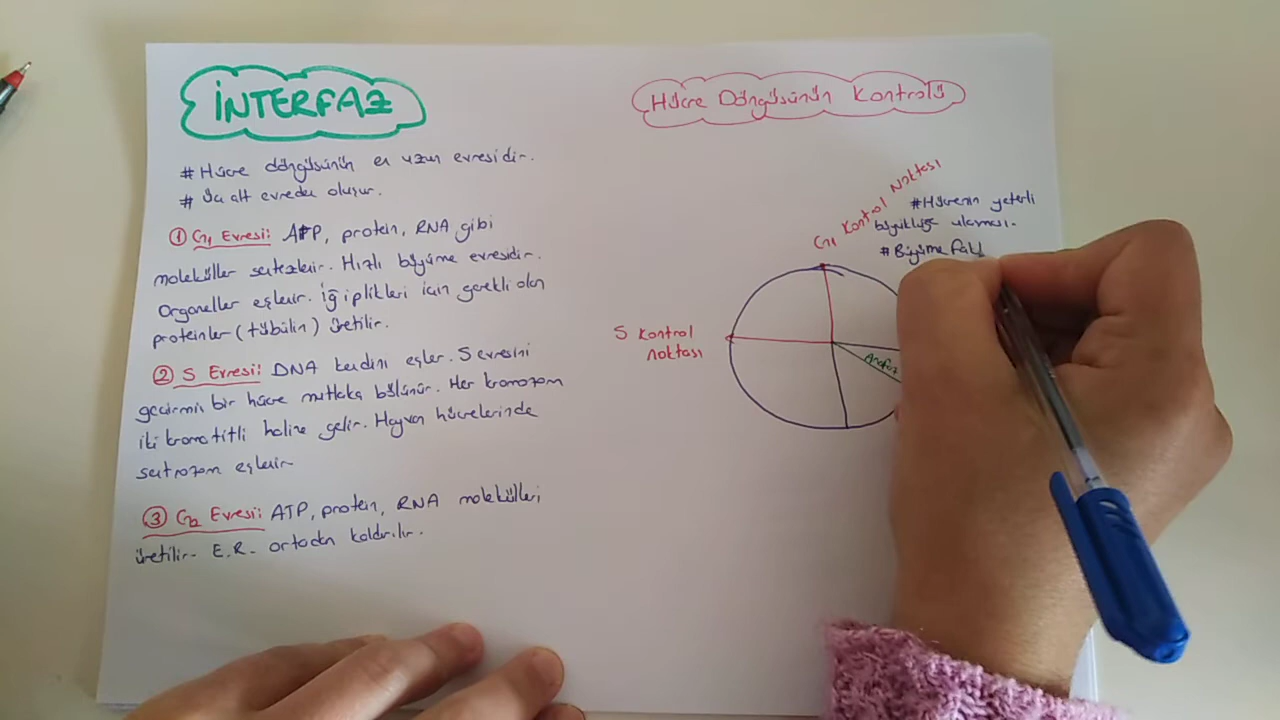 İNTERFAZ
# Hücre döngüsünün en uzun evresidir.
# Üç alt evreden oluşur.
① G1 Evresi: ATP, protein, RNA gibi
moleküller sentezlenir. Hızlı büyüme evresidir.
Organeller eşlenir. İğ iplikleri için gerekli olan
proteinler (tübülin) üretilir.
② S Evresi: DNA kendini eşler. S evresini
geçirmiş bir hücre mutlaka bölünür. Her kromozom
iki kromatitli haline gelir. Hayvan hücrelerinde
sentrozom eşlenir
③ G2 Evresi: ATP, protein, RNA molekülleri
üretilir. E.R. ortadan kaldırılır.
Hücre Döngüsünün Kontrolü
G1 Kontrol Noktası
# Hücrenin yeterli
büyüklüğe ulaşması.
# Büyüme
S Kontrol
noktası
Anafaz